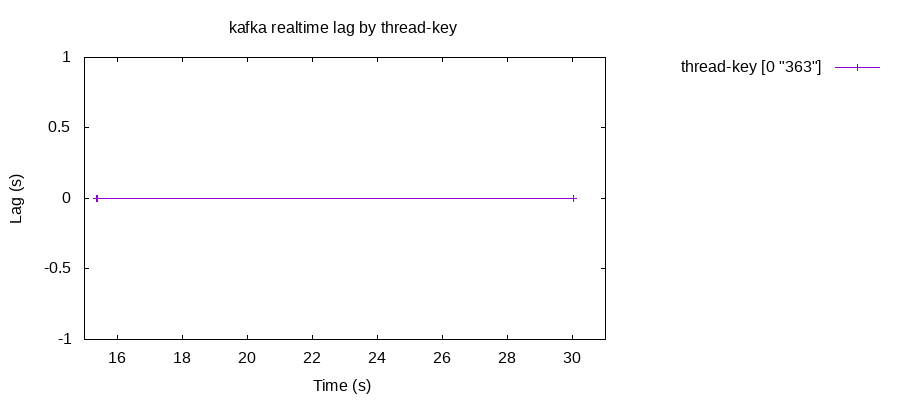 kafka realtime lag by thread-key
thread-key [0 "363"]
1
0.5
0
-0.5
-1
Lag (s)
16 18 20 22 24 26 28 30
Time (s)